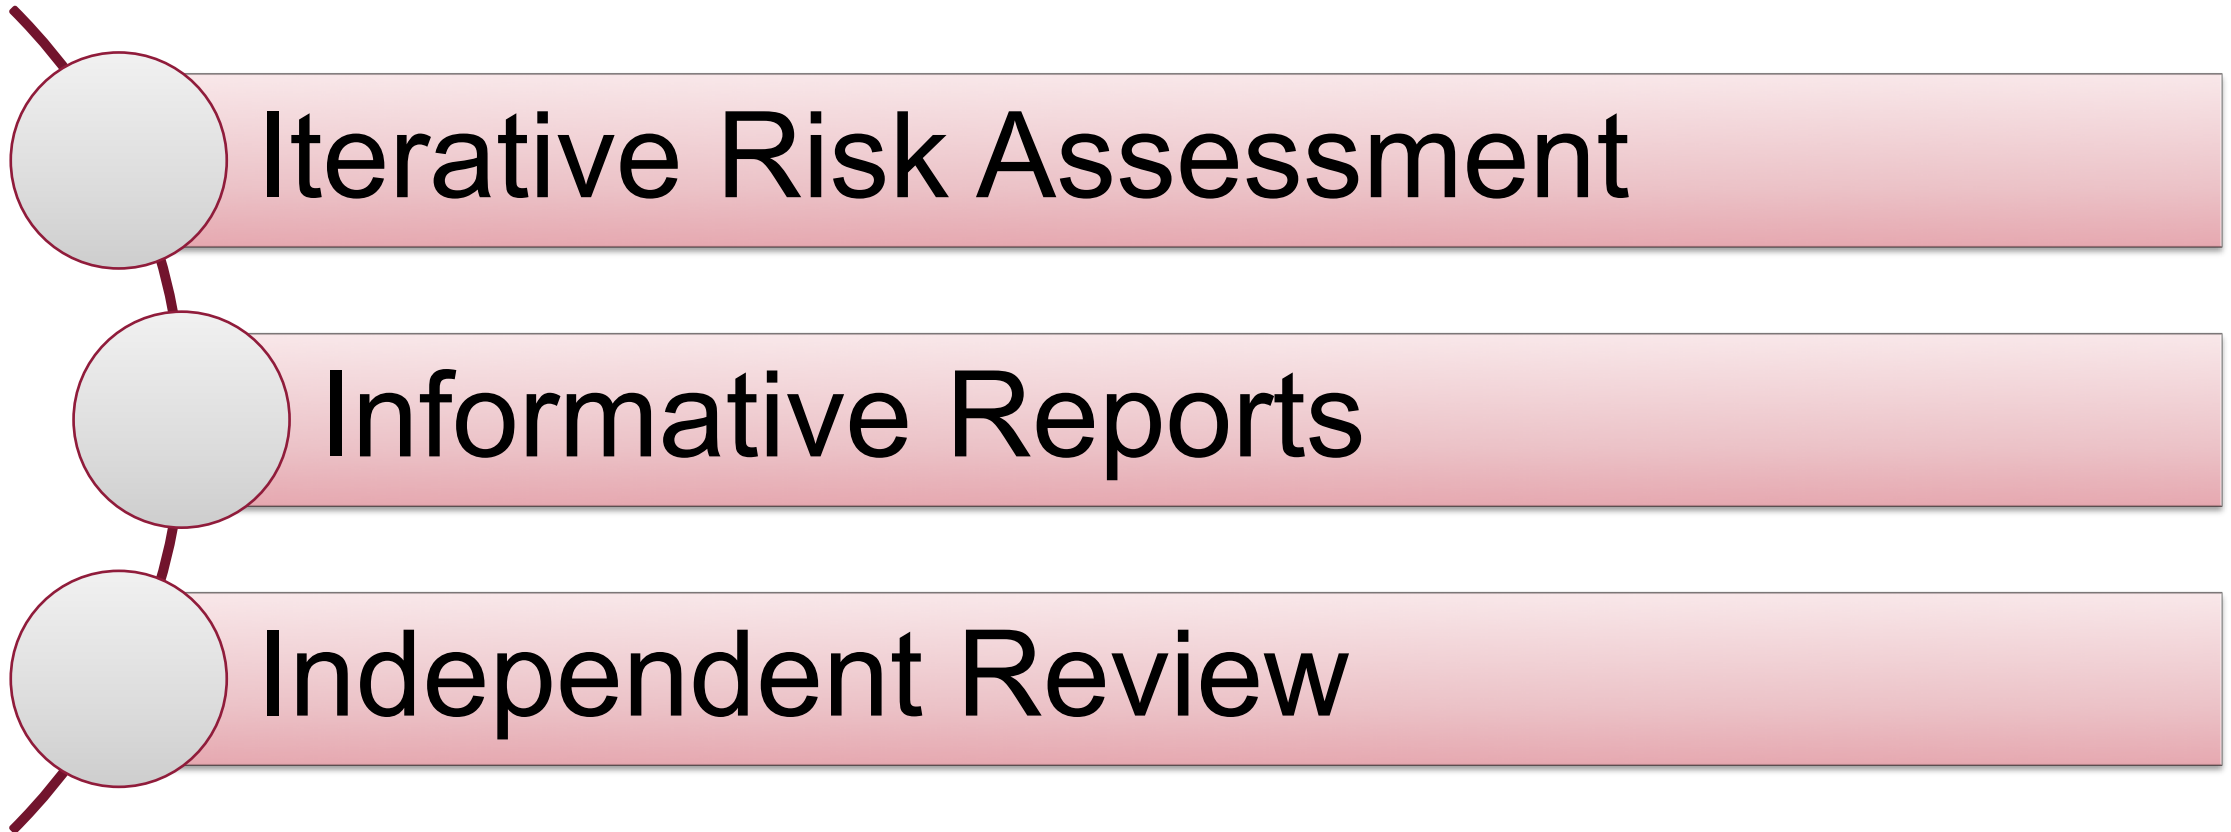 Iterative Risk Assessment
Informative Reports
Independent Review